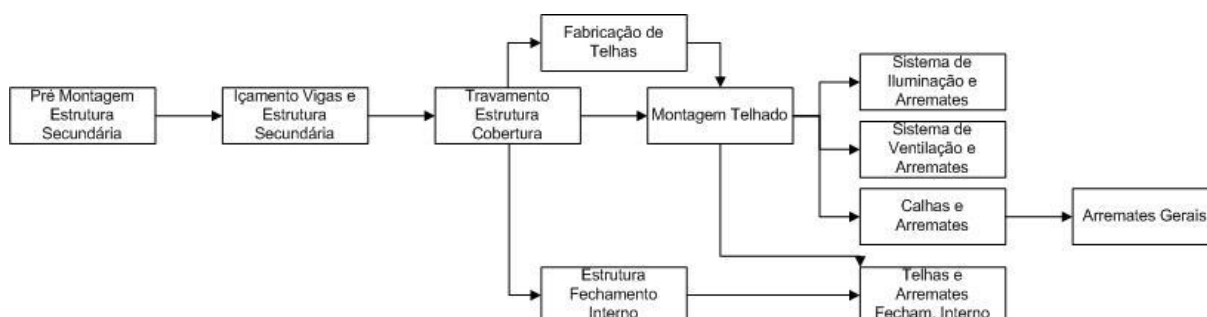 Fabricação de
Telhas
Pré Montagem
Estrutura
Secundária
Içamento Vigas e
Estrutura
Secundária
Travamento
Estrutura
Cobertura
Montagem Telhado
Sistema de
Iluminação e
Arremates
Sistema de
Ventilação e
Arremates
Calhas e
Arremates
Arremates Gerais
Estrutura
Fechamento
Interno
Telhas e
Arremates
Fecham. Interno